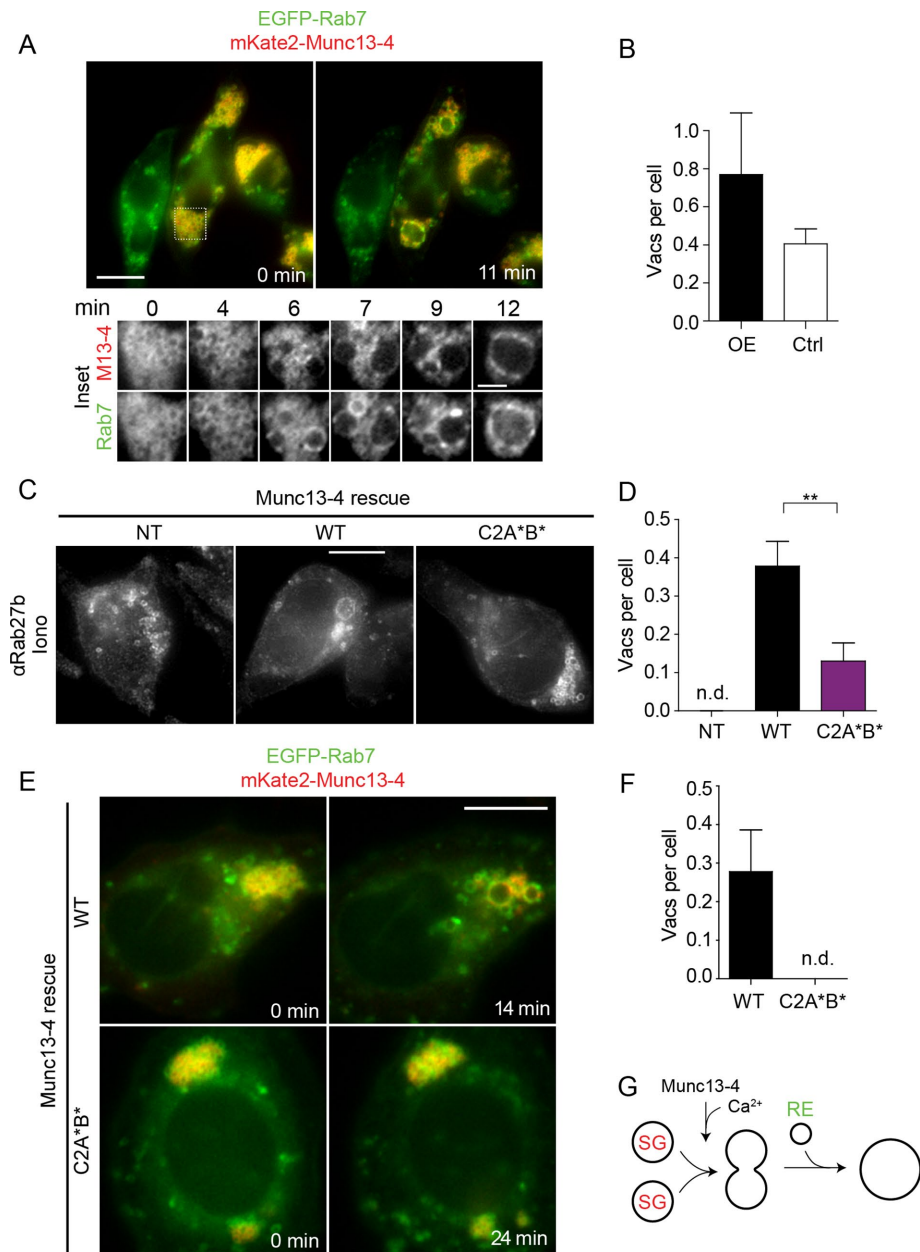 EGFP-Rab7
mKate2-Munc13-4
A
0 min
11 min
min 0 4 6 7 9 12
Inset
M13-4
Rab7
B
Vacs per cell
1.0
0.8
0.6
0.4
0.2
0.0
OE Ctrl
C
Munc13-4 rescue
NT WT C2A*B*
αRab27b
Iono
D
Vacs per cell
0.5
0.4
0.3
0.2
0.1
0.0
**
n.d.
NT WT C2A*B*
EGFP-Rab7
mKate2-Munc13-4
E
Munc13-4 rescue
WT
0 min
14 min
C2A*B*
0 min
24 min
F
Vacs per cell
0.5
0.4
0.3
0.2
0.1
0.0
n.d.
WT C2A*B*
G
Munc13-4
Ca²⁺
RE
SG
SG